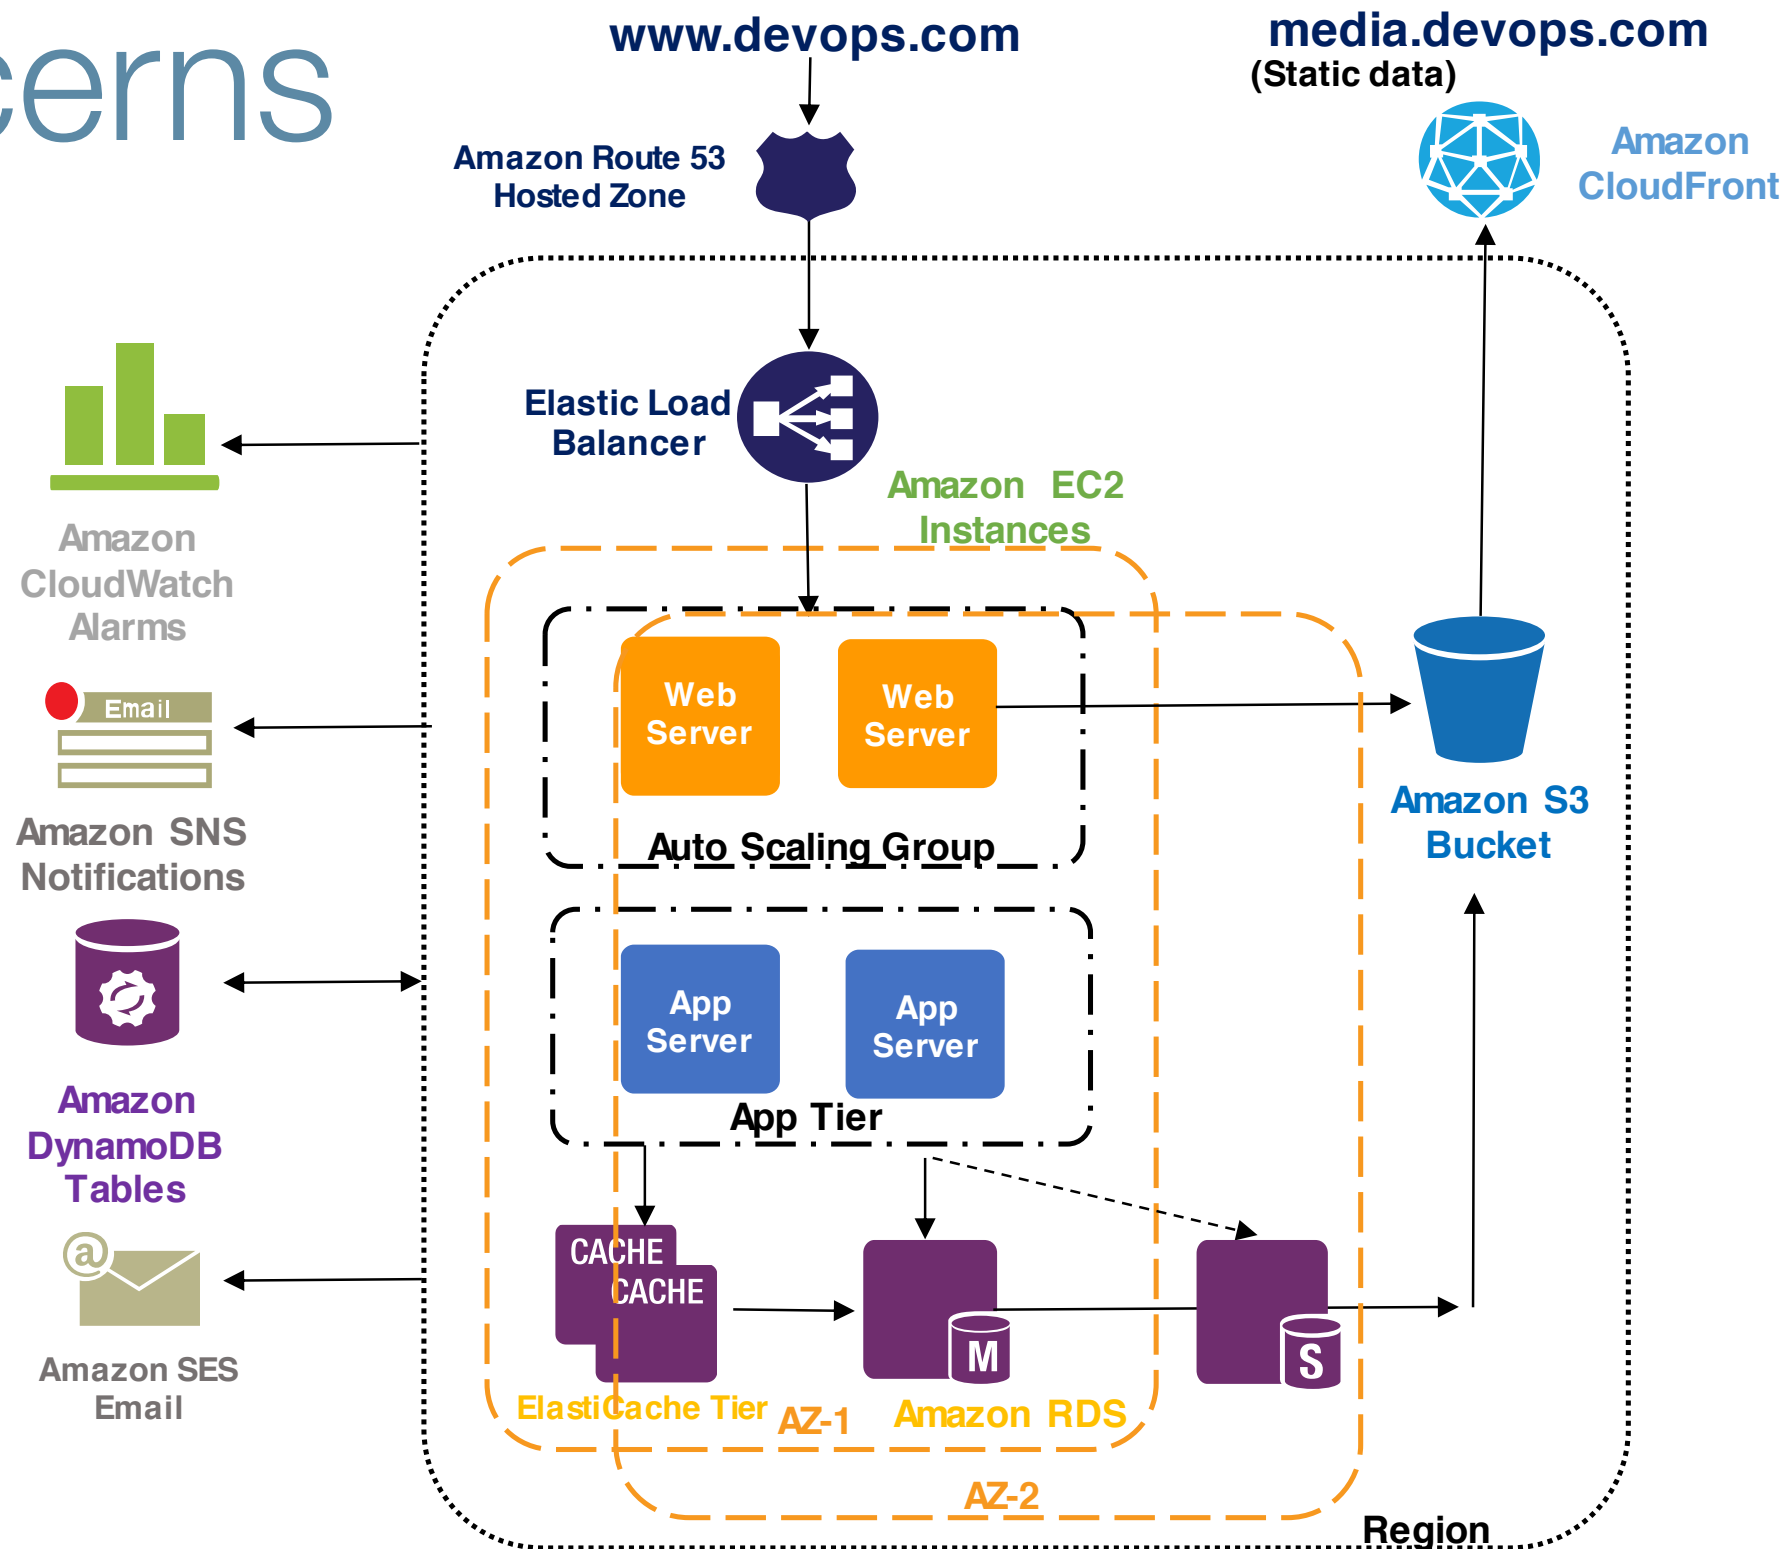 cerns
www.devops.com
media.devops.com
(Static data)
Amazon Route 53
Hosted Zone
Amazon
CloudFront
Elastic Load
Balancer
Amazon EC2
Instances
Amazon
CloudWatch
Alarms
Web
Server
Web
Server
Email
Auto Scaling Group
Amazon S3
Bucket
Amazon SNS
Notifications
App
Server
App
Server
App Tier
Amazon
DynamoDB
Tables
@
CACHE
CACHE
M
S
Amazon SES
Email
ElastiCache Tier
AZ-1
Amazon RDS
AZ-2
Region